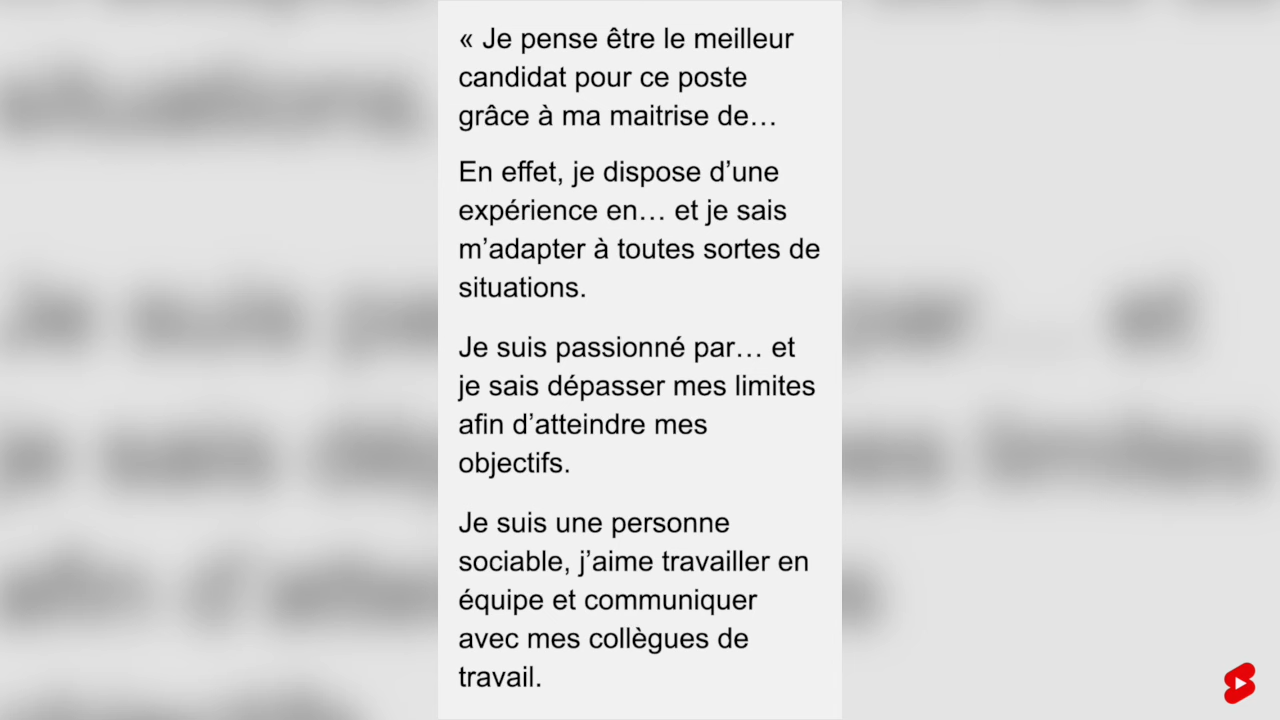 « Je pense être le meilleur
candidat pour ce poste
grâce à ma maitrise de…
En effet, je dispose d’une
expérience en… et je sais
m’adapter à toutes sortes de
situations.
Je suis passionné par… et
je sais dépasser mes limites
afin d’atteindre mes
objectifs.
Je suis une personne
sociable, j’aime travailler en
équipe et communiquer
avec mes collègues de
travail.